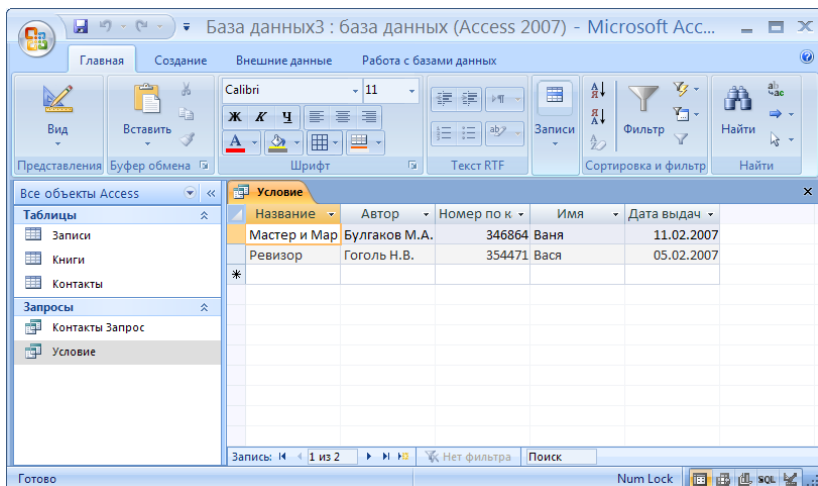 База данных3 : база данных (Access 2007) - Microsoft Acc...
Главная Создание Внешние данные Работа с базами данных
Calibri 11
Ж К Ч
Вид Вставить Записи Фильтр Найти
Представления Буфер обмена Шрифт Текст RTF Сортировка и фильтр Найти
Все объекты Access
Условие
Таблицы
Записи
Книги
Контакты
Запросы
Контакты Запрос
Условие
Название Автор Номер по к Имя Дата выдач
Мастер и Мар Булгаков М.А. 346864 Ваня 11.02.2007
Ревизор Гоголь Н.В. 354471 Вася 05.02.2007
Запись: 1 из 2 Нет фильтра Поиск
Готово Num Lock SQL